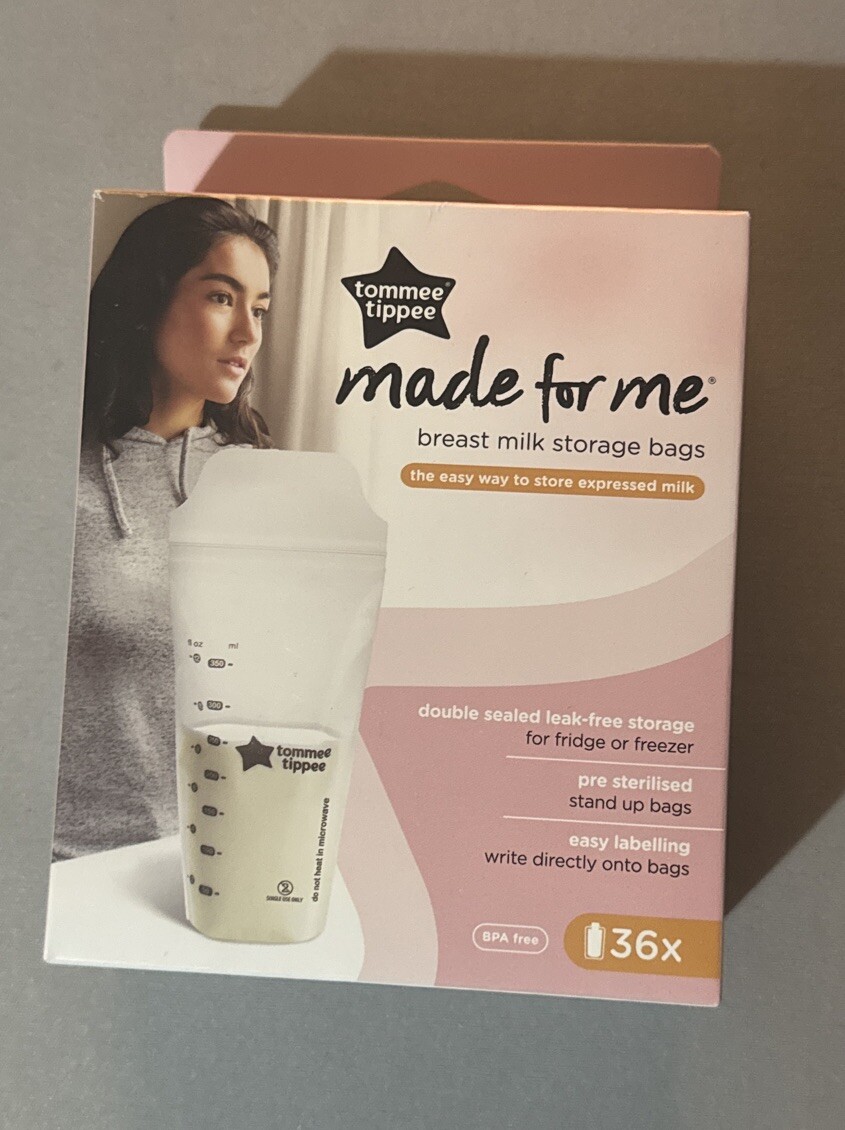 tommee®
tippee
made for me®
breast milk storage bags
the easy way to store expressed milk
fl oz ml
350
300
tommee
tippee
do not heat in microwave
2
SINGLE USE ONLY
double sealed leak-free storage
for fridge or freezer
pre sterilised
stand up bags
easy labelling
write directly onto bags
BPA free
36x